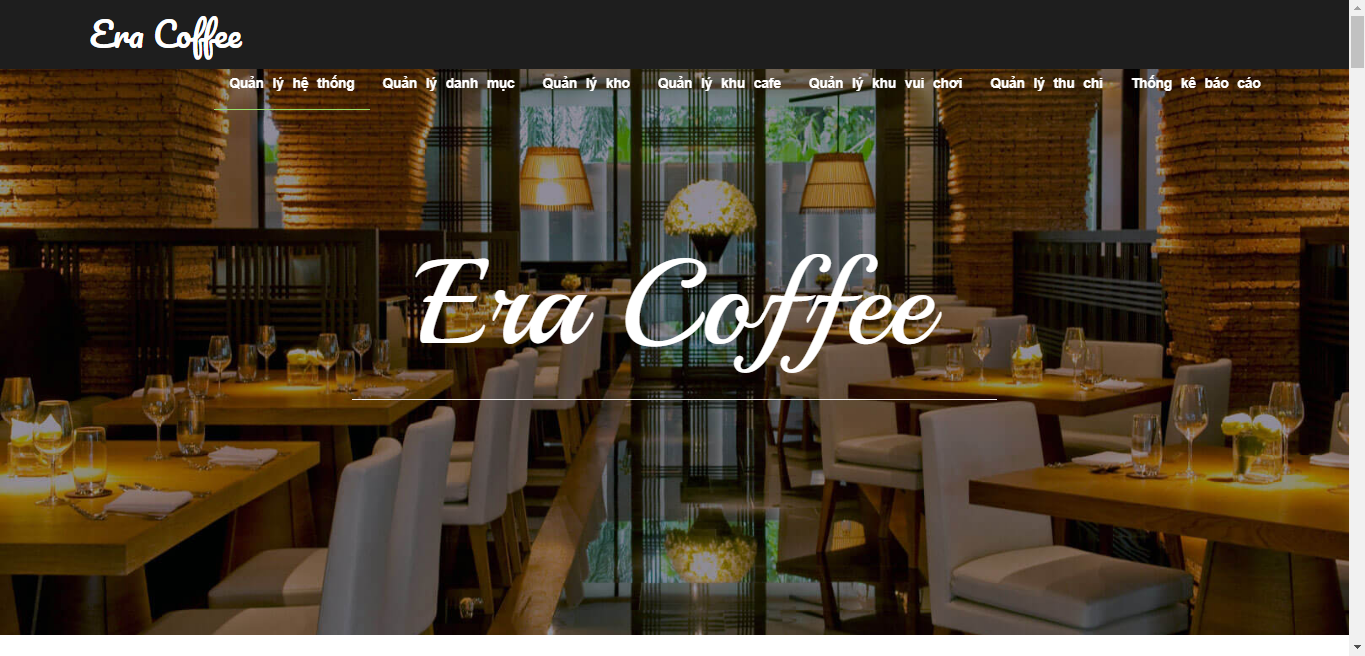 Era Coffee
Quản lý hệ thống Quản lý danh mục Quản lý kho Quản lý khu cafe Quản lý khu vui chơi Quản lý thu chi Thống kê báo cáo
Era Coffee